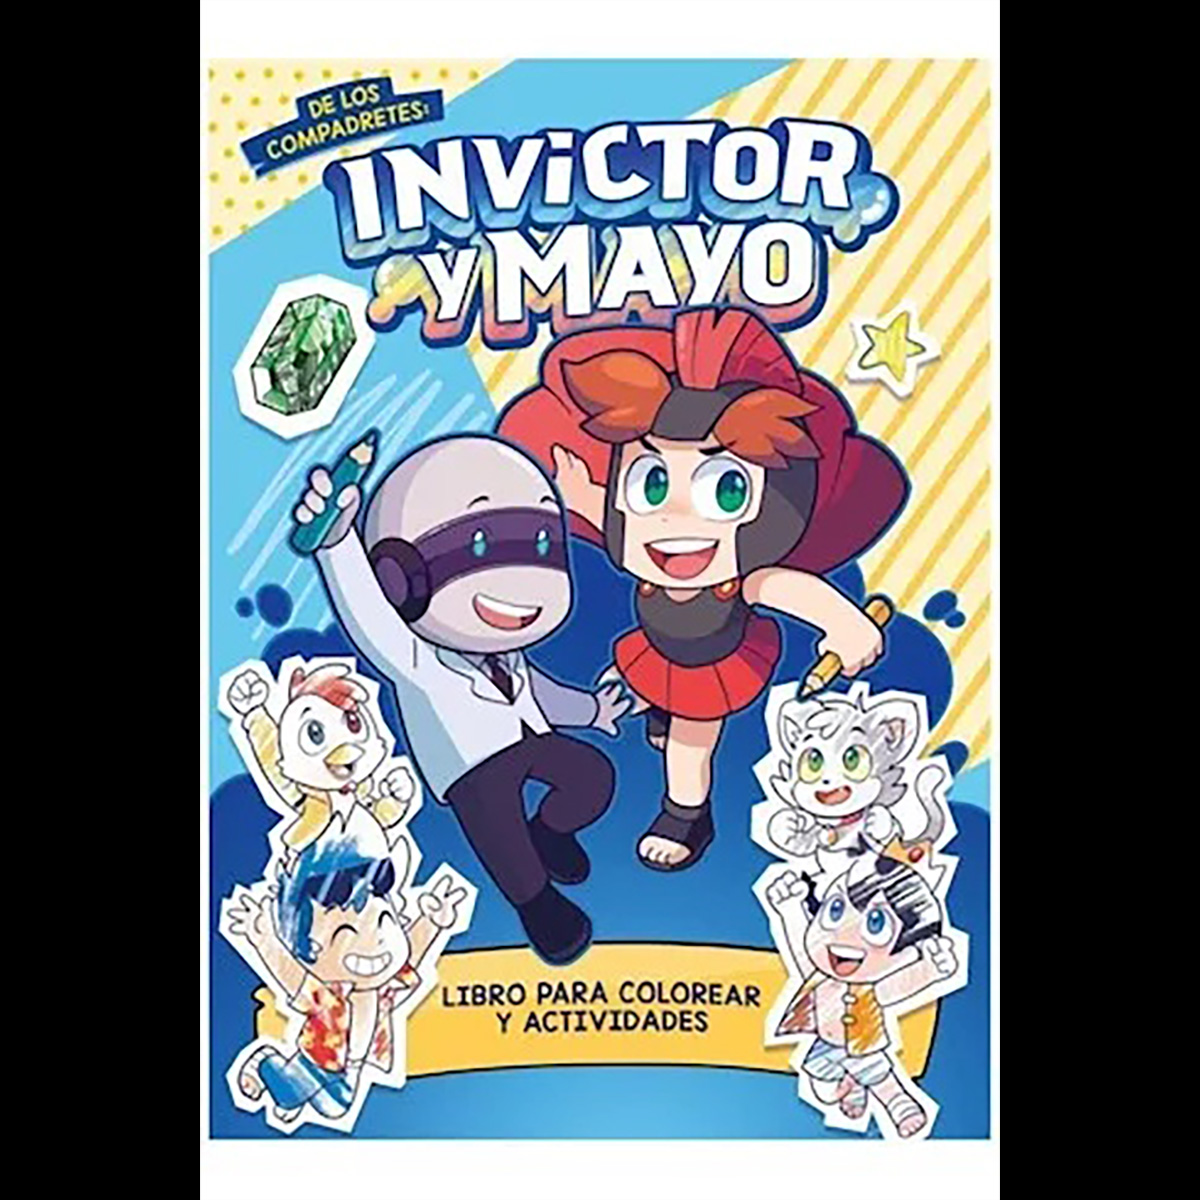 DE LOS
COMPADRETES:
INViCTOR
Y MAYO
LIBRO PARA COLOREAR
Y ACTIVIDADES